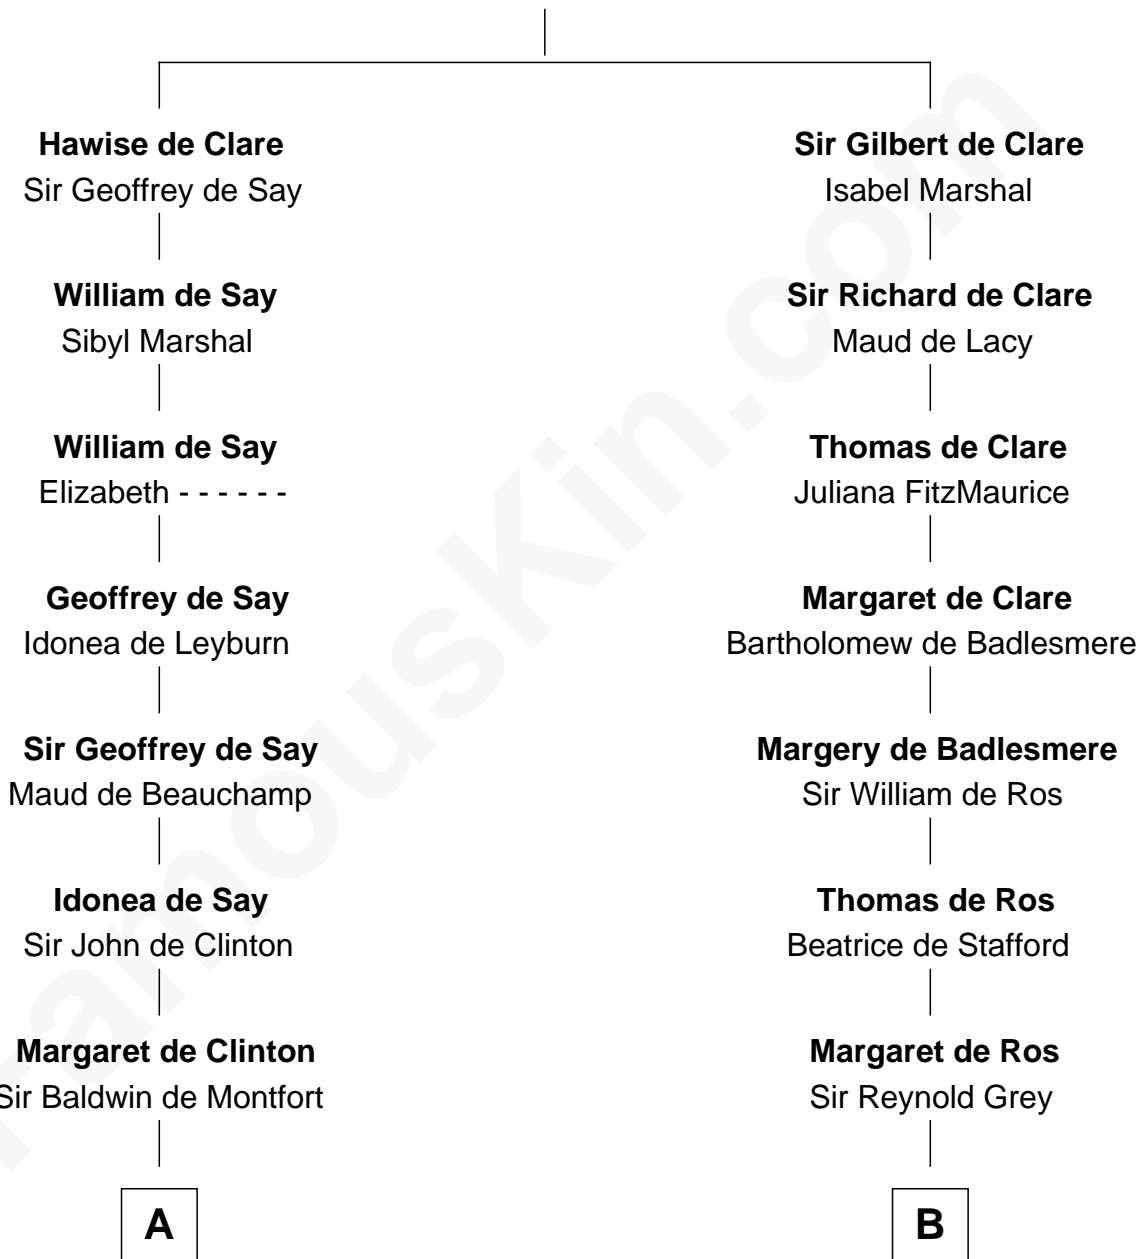 Hawise de Clare
Sir Geoffrey de Say
Sir Gilbert de Clare
Isabel Marshal
William de Say
Sibyl Marshal
Sir Richard de Clare
Maud de Lacy
William de Say
Elizabeth - - - - - -
Thomas de Clare
Juliana FitzMaurice
Geoffrey de Say
Idonea de Leyburn
Margaret de Clare
Bartholomew de Badlesmere
Sir Geoffrey de Say
Maud de Beauchamp
Margery de Badlesmere
Sir William de Ros
Idonea de Say
Sir John de Clinton
Thomas de Ros
Beatrice de Stafford
Margaret de Clinton
Sir Baldwin de Montfort
Margaret de Ros
Sir Reynold Grey
A
B
FamousKin.com